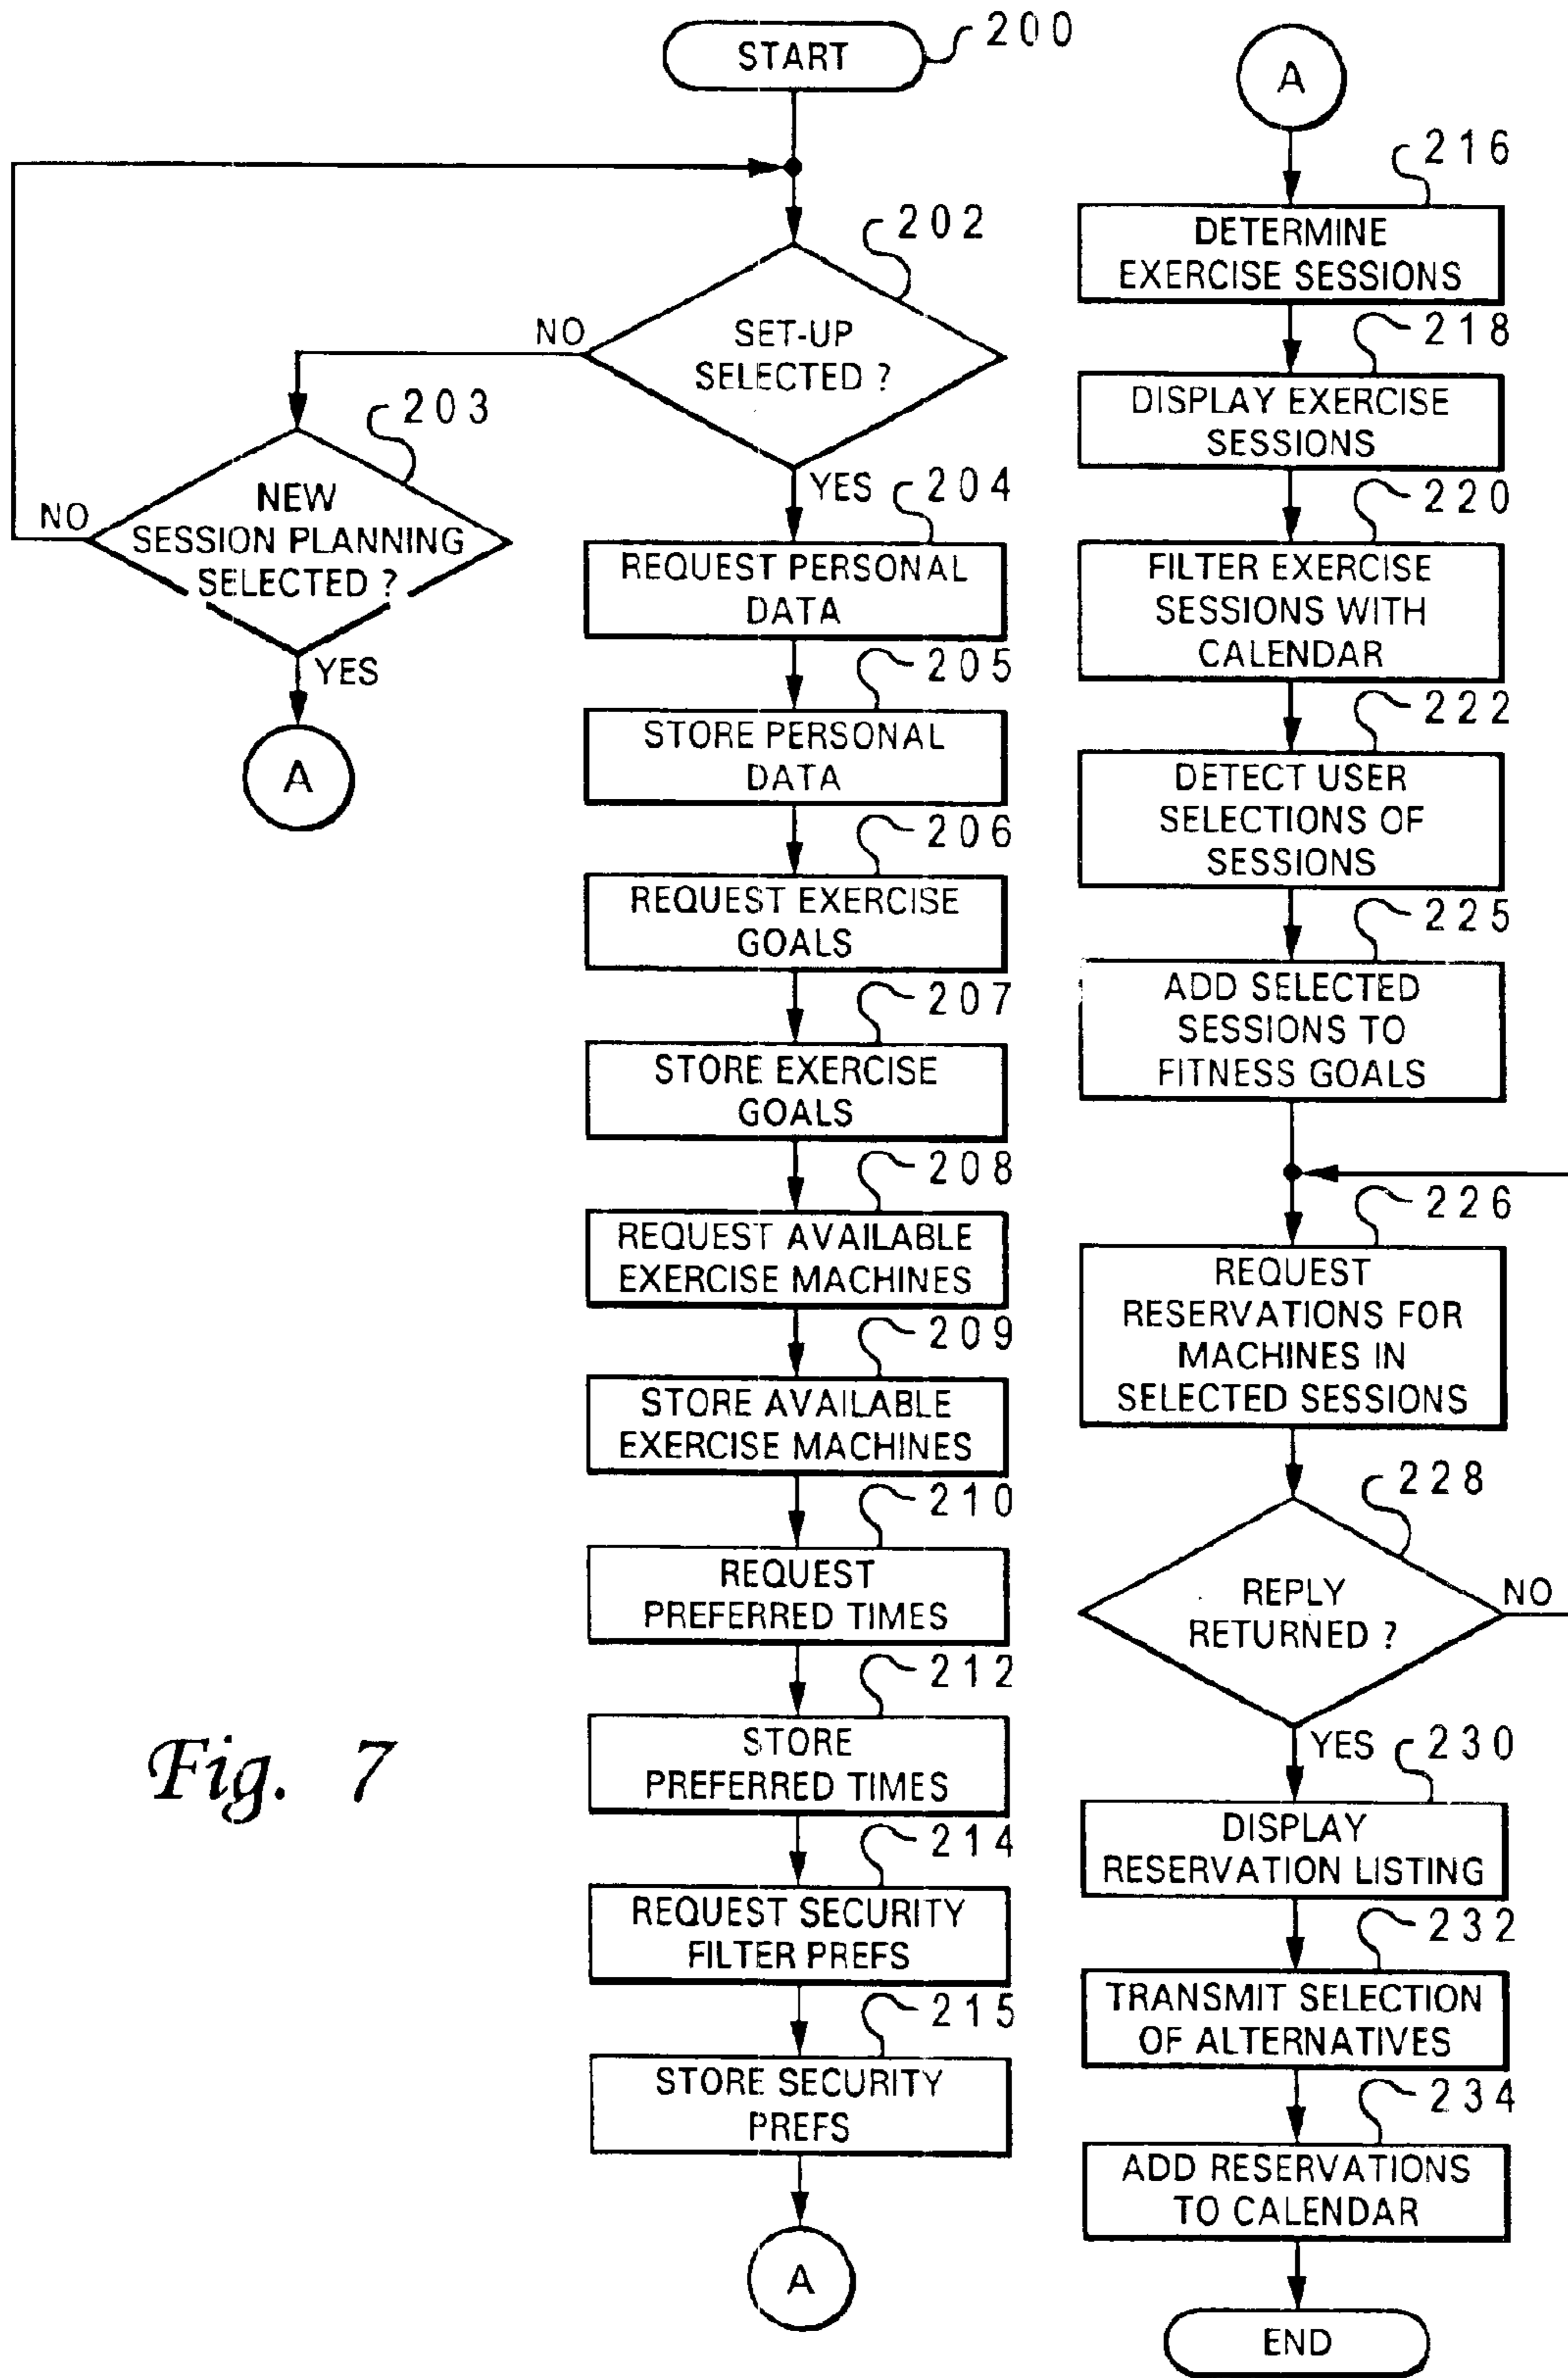 START
200
202
SET-UP
SELECTED ?
NO
203
NEW
SESSION PLANNING
SELECTED ?
NO
YES
A
YES
204
REQUEST PERSONAL
DATA
205
STORE PERSONAL
DATA
206
REQUEST EXERCISE
GOALS
207
STORE EXERCISE
GOALS
208
REQUEST AVAILABLE
EXERCISE MACHINES
209
STORE AVAILABLE
EXERCISE MACHINES
210
REQUEST
PREFERRED TIMES
212
STORE
PREFERRED TIMES
214
REQUEST SECURITY
FILTER PREFS
215
STORE SECURITY
PREFS
A
A
216
DETERMINE
EXERCISE SESSIONS
218
DISPLAY EXERCISE
SESSIONS
220
FILTER EXERCISE
SESSIONS WITH
CALENDAR
222
DETECT USER
SELECTIONS OF
SESSIONS
225
ADD SELECTED
SESSIONS TO
FITNESS GOALS
226
REQUEST
RESERVATIONS FOR
MACHINES IN
SELECTED SESSIONS
228
REPLY
RETURNED ?
NO
YES
230
DISPLAY
RESERVATION LISTING
232
TRANSMIT SELECTION
OF ALTERNATIVES
234
ADD RESERVATIONS
TO CALENDAR
END
Fig. 7